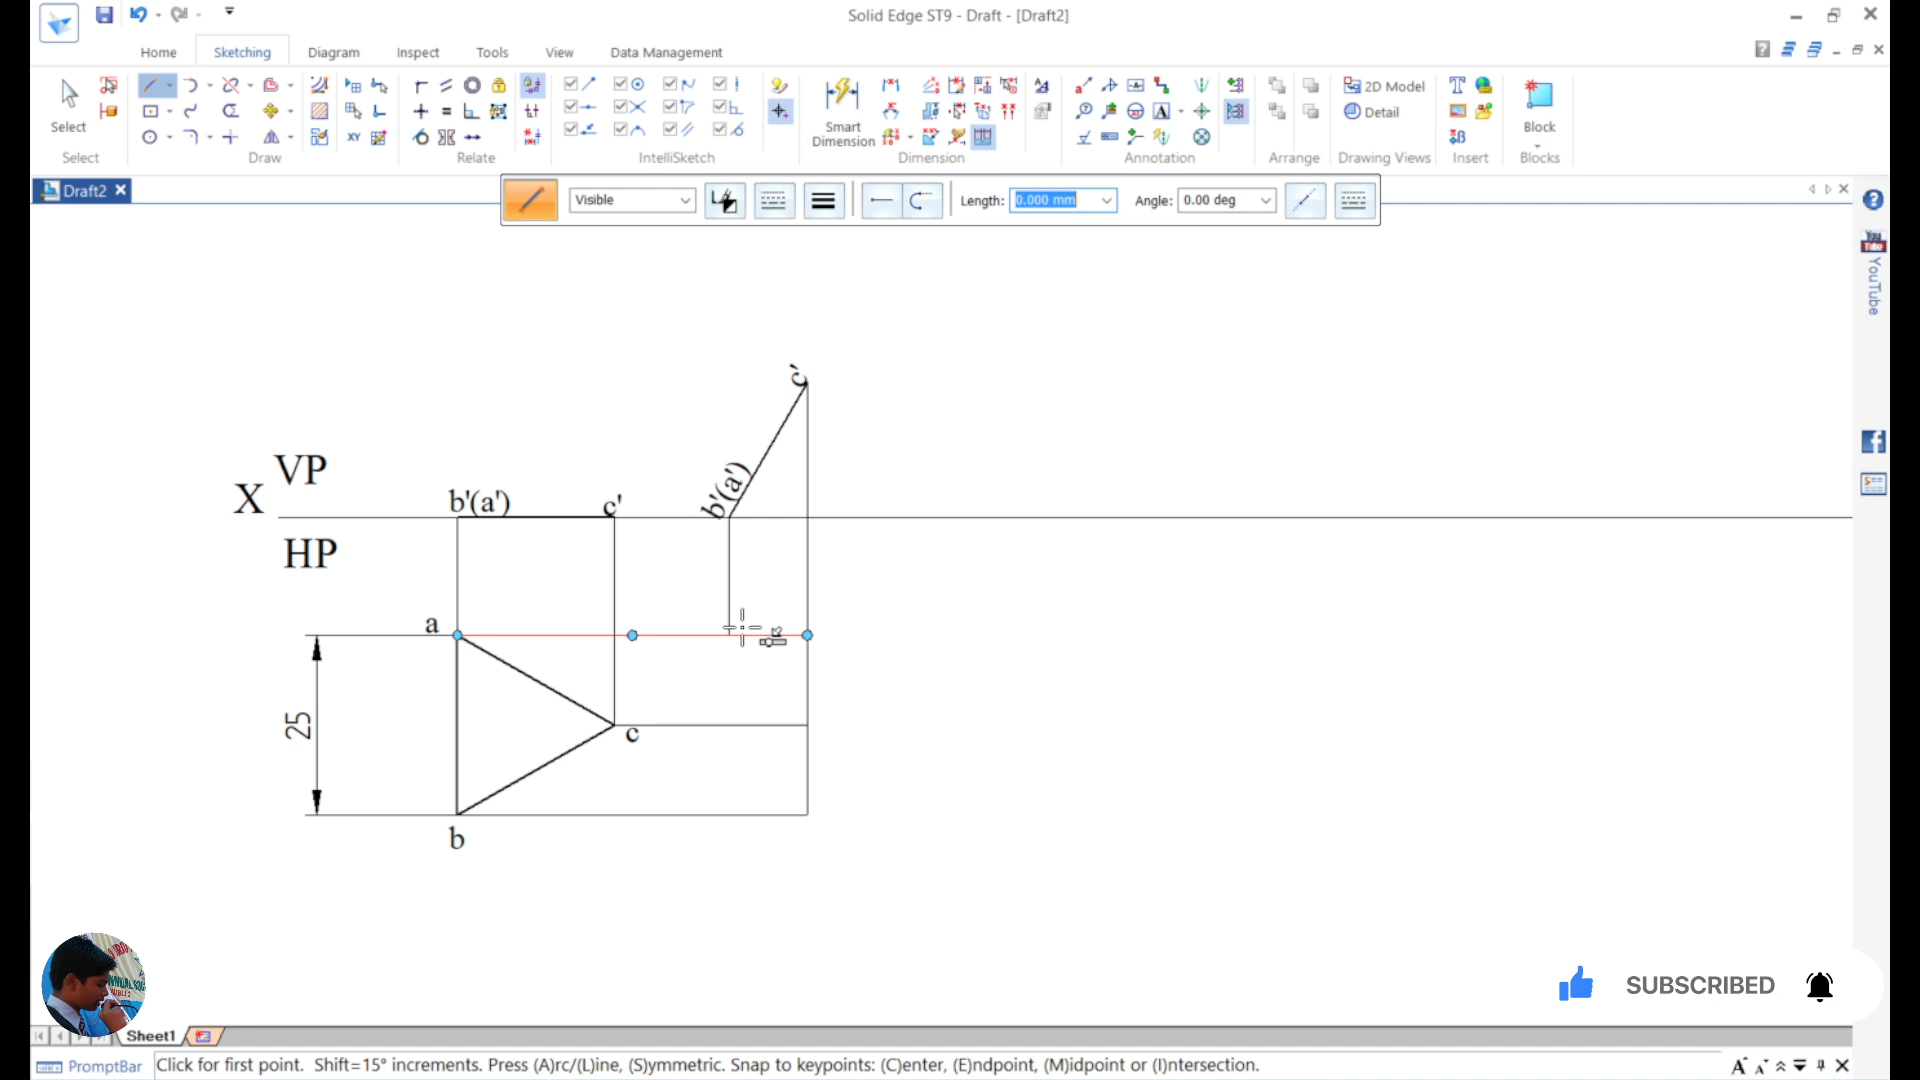 Solid Edge ST9 - Draft - [Draft2]
Home Sketching Diagram Inspect Tools View Data Management
Select
Smart Dimension
XY
A
T
2D Model
Detail
Block
Select Draw Relate IntelliSketch Dimension Annotation Arrange Drawing Views Insert Blocks
Draft2
Visible
Length: 0.000 mm
Angle: 0.00 deg
You
YouTube
c'
VP
X
b'(a')
c'
b'(a')
HP
a
25
c
b
SUBSCRIBED
Sheet1
PromptBar
Click for first point. Shift=15° increments. Press (A)rc/(L)ine, (S)ymmetric. Snap to keypoints: (C)enter, (E)ndpoint, (M)idpoint or (I)ntersection.